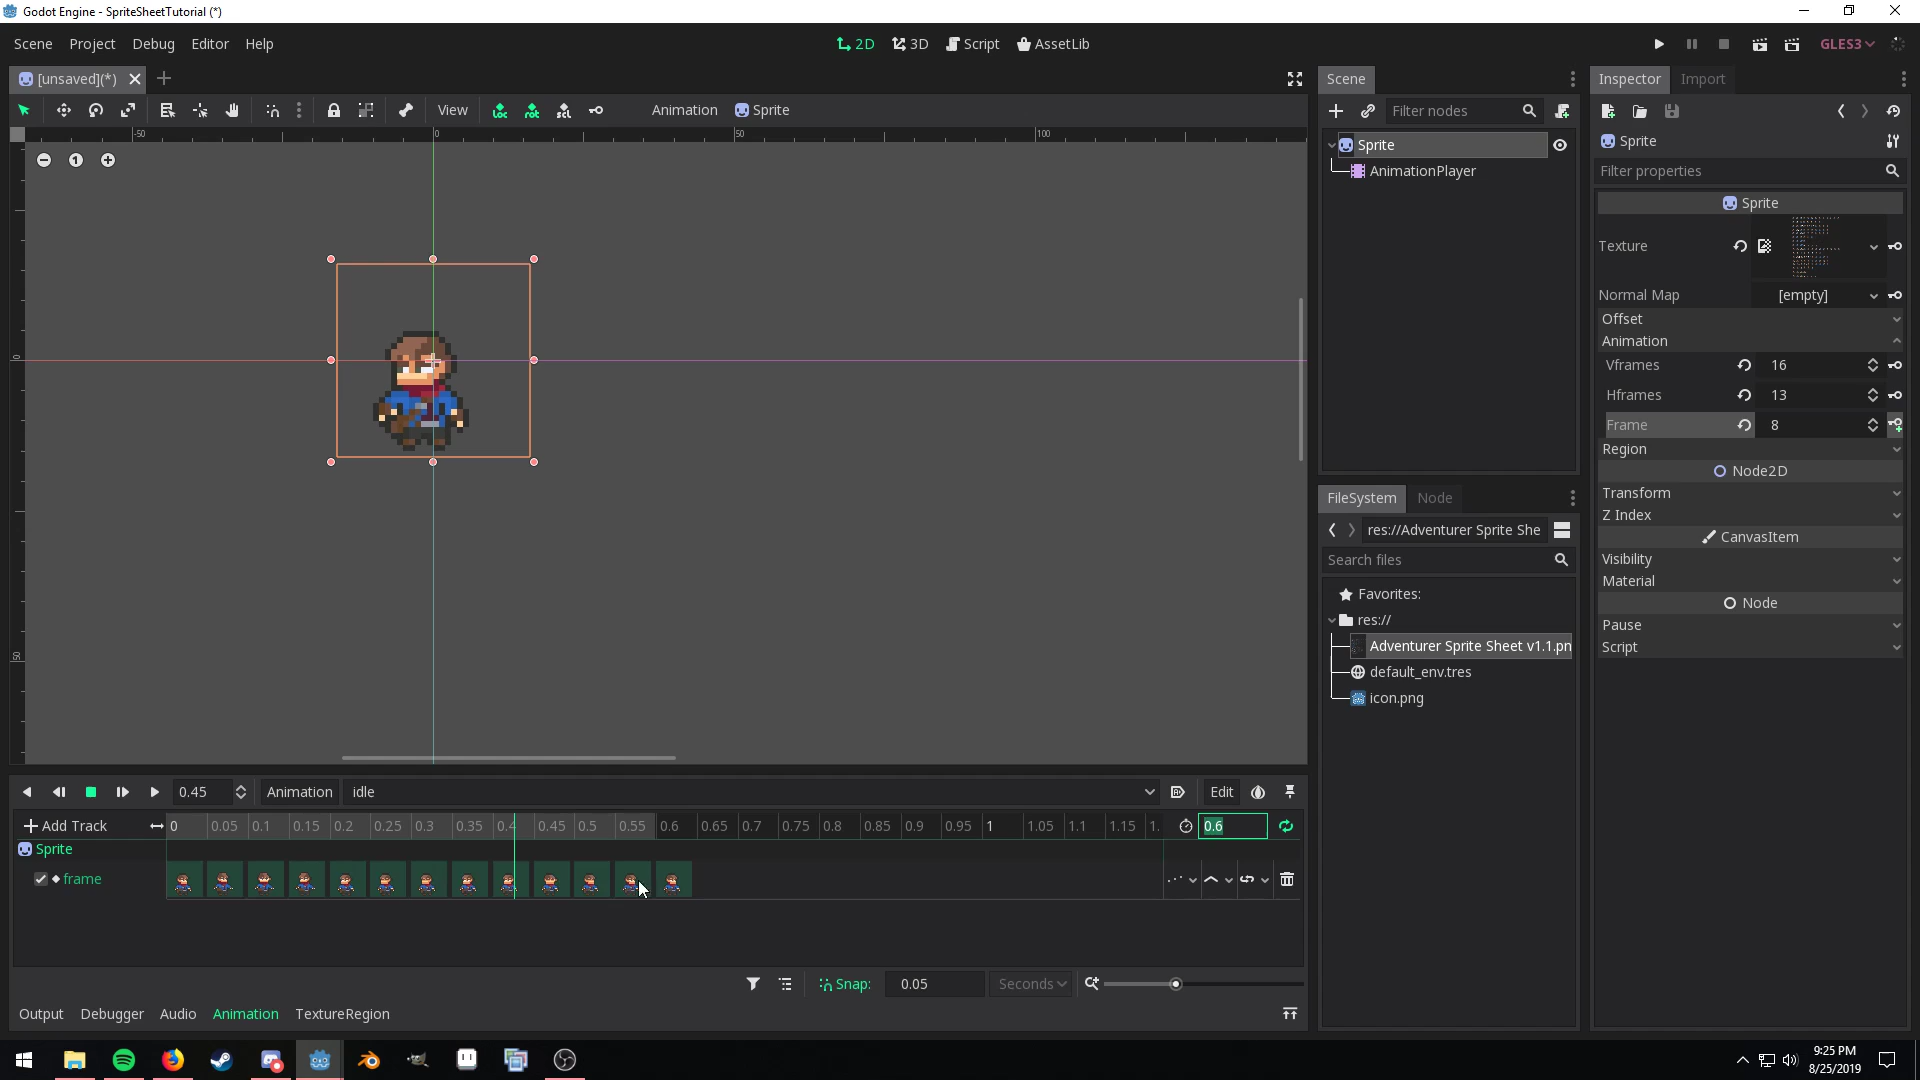 Godot Engine - SpriteSheetTutorial (*)
Scene Project Debug Editor Help
2D 3D Script AssetLib
GLES3
[unsaved](*)
Scene
Inspector Import
View Animation Sprite
Filter nodes
-50 0 50 100
Sprite
Sprite
1
AnimationPlayer
Filter properties
Sprite
Texture
Normal Map [empty]
Offset
Animation
Vframes 16
0
Hframes 13
Frame 8
Region
Node2D
Transform
Z Index
CanvasItem
Visibility
Material
Node
Pause
Script
FileSystem Node
res://Adventurer Sprite She
Search files
Favorites:
res://
Adventurer Sprite Sheet v1.1.pn
50
default_env.tres
icon.png
0.45 Animation idle Edit
Add Track 0 0.05 0.1 0.15 0.2 0.25 0.3 0.35 0.4 0.45 0.5 0.55 0.6 0.65 0.7 0.75 0.8 0.85 0.9 0.95 1 1.05 1.1 1.15 1. 0.6
Sprite
frame
Snap: 0.05 Seconds
Output Debugger Audio Animation TextureRegion
9:25 PM
8/25/2019